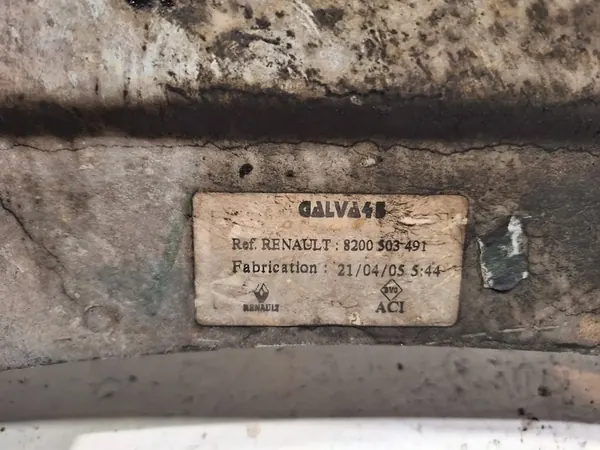 GALVA45
Ref. RENAULT : 8200 503 491
Fabrication : 21/04/05 5:44
RENAULT
ACI